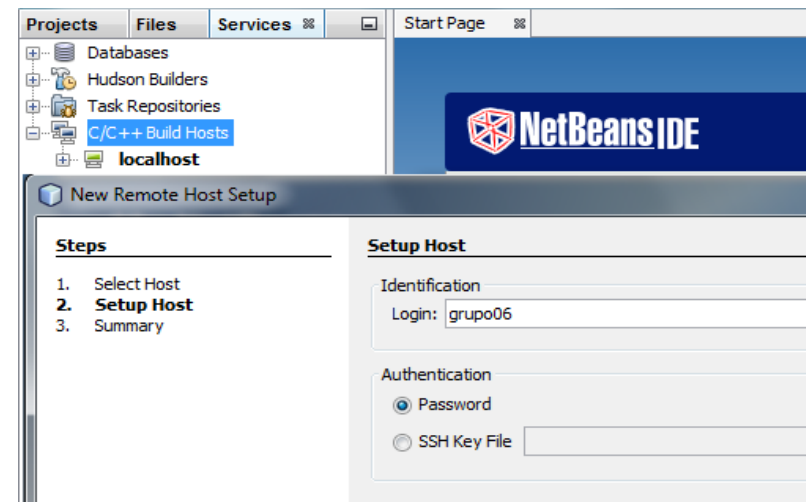 Projects Files Services Start Page
Databases
Hudson Builders
Task Repositories
C/C++ Build Hosts
localhost
NetBeans IDE
New Remote Host Setup
Steps
1. Select Host
2. Setup Host
3. Summary
Setup Host
Identification
Login: grupo06
Authentication
Password
SSH Key File